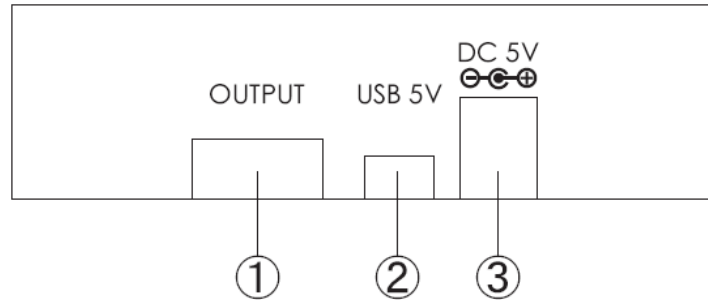 DC 5V
OUTPUT
USB 5V
①
②
③